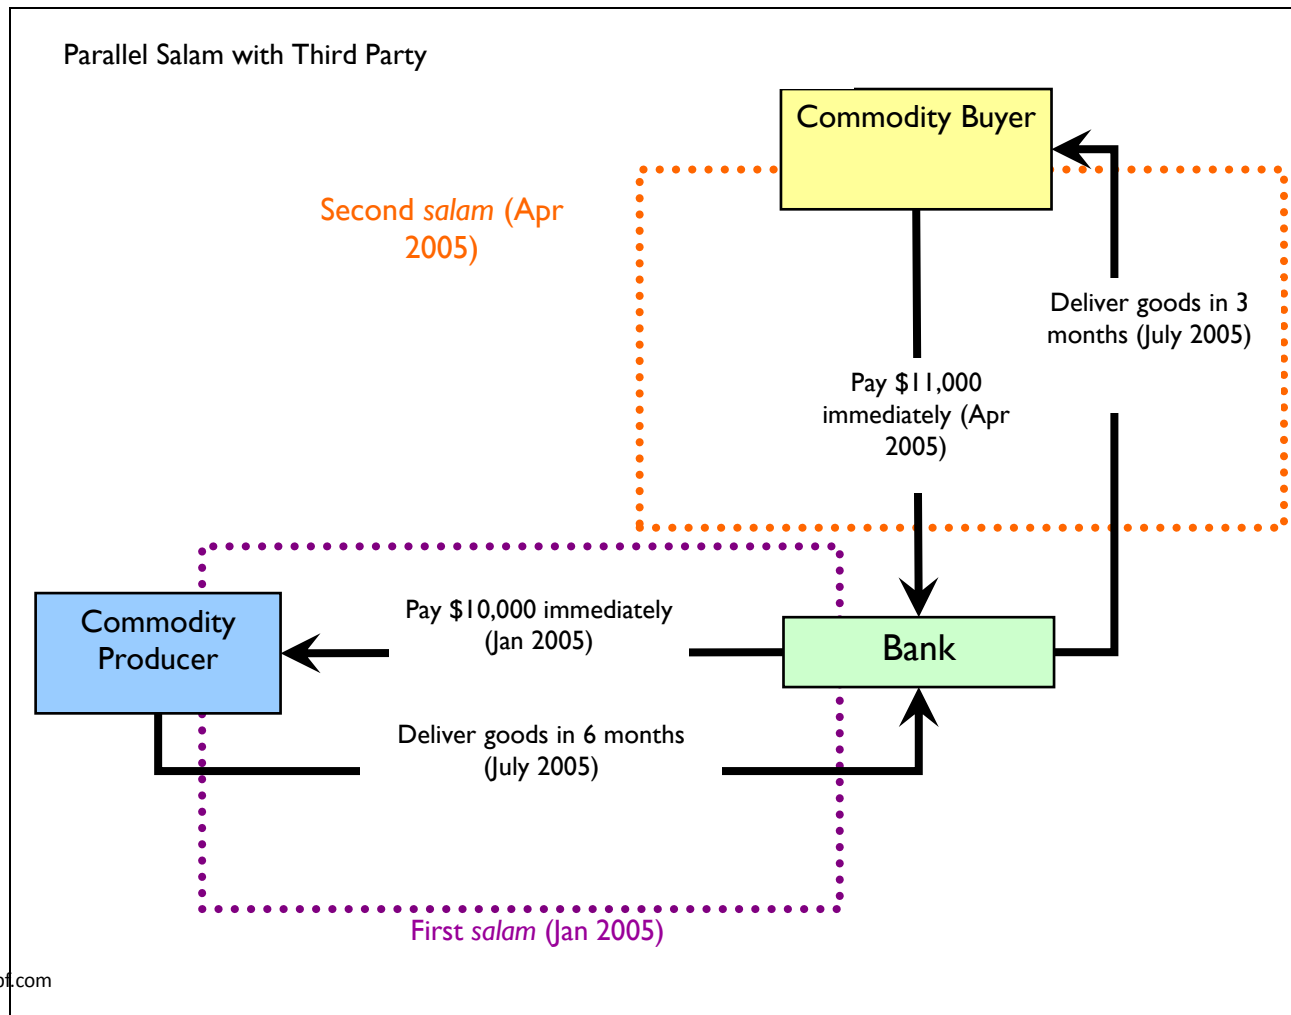 Parallel Salam with Third Party
Commodity Buyer
Second salam (Apr
2005)
Deliver goods in 3
months (July 2005)
Pay $11,000
immediately (Apr
2005)
Commodity
Producer
Pay $10,000 immediately
(Jan 2005)
Bank
Deliver goods in 6 months
(July 2005)
First salam (Jan 2005)
of.com